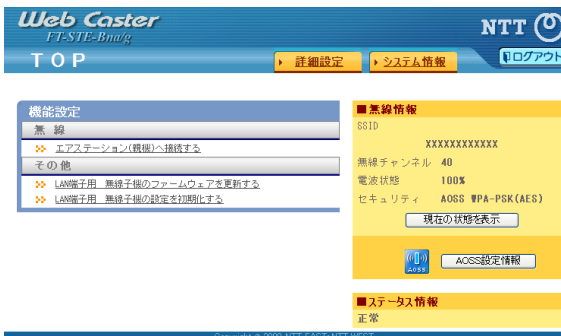 Web Caster
FT-STE-Bna/g
NTT
TOP
詳細設定
システム情報
ログアウト
機能設定
無 線
エアステーション(親機)へ接続する
その他
LAN端子用 無線子機のファームウェアを更新する
LAN端子用 無線子機の設定を初期化する
■無線情報
SSID
XXXXXXXXXXXX
無線チャンネル 40
電波状態 100%
セキュリティ AOSS WPA-PSK(AES)
現在の状態を表示
AOSS
AOSS設定情報
■ステータス情報
正常